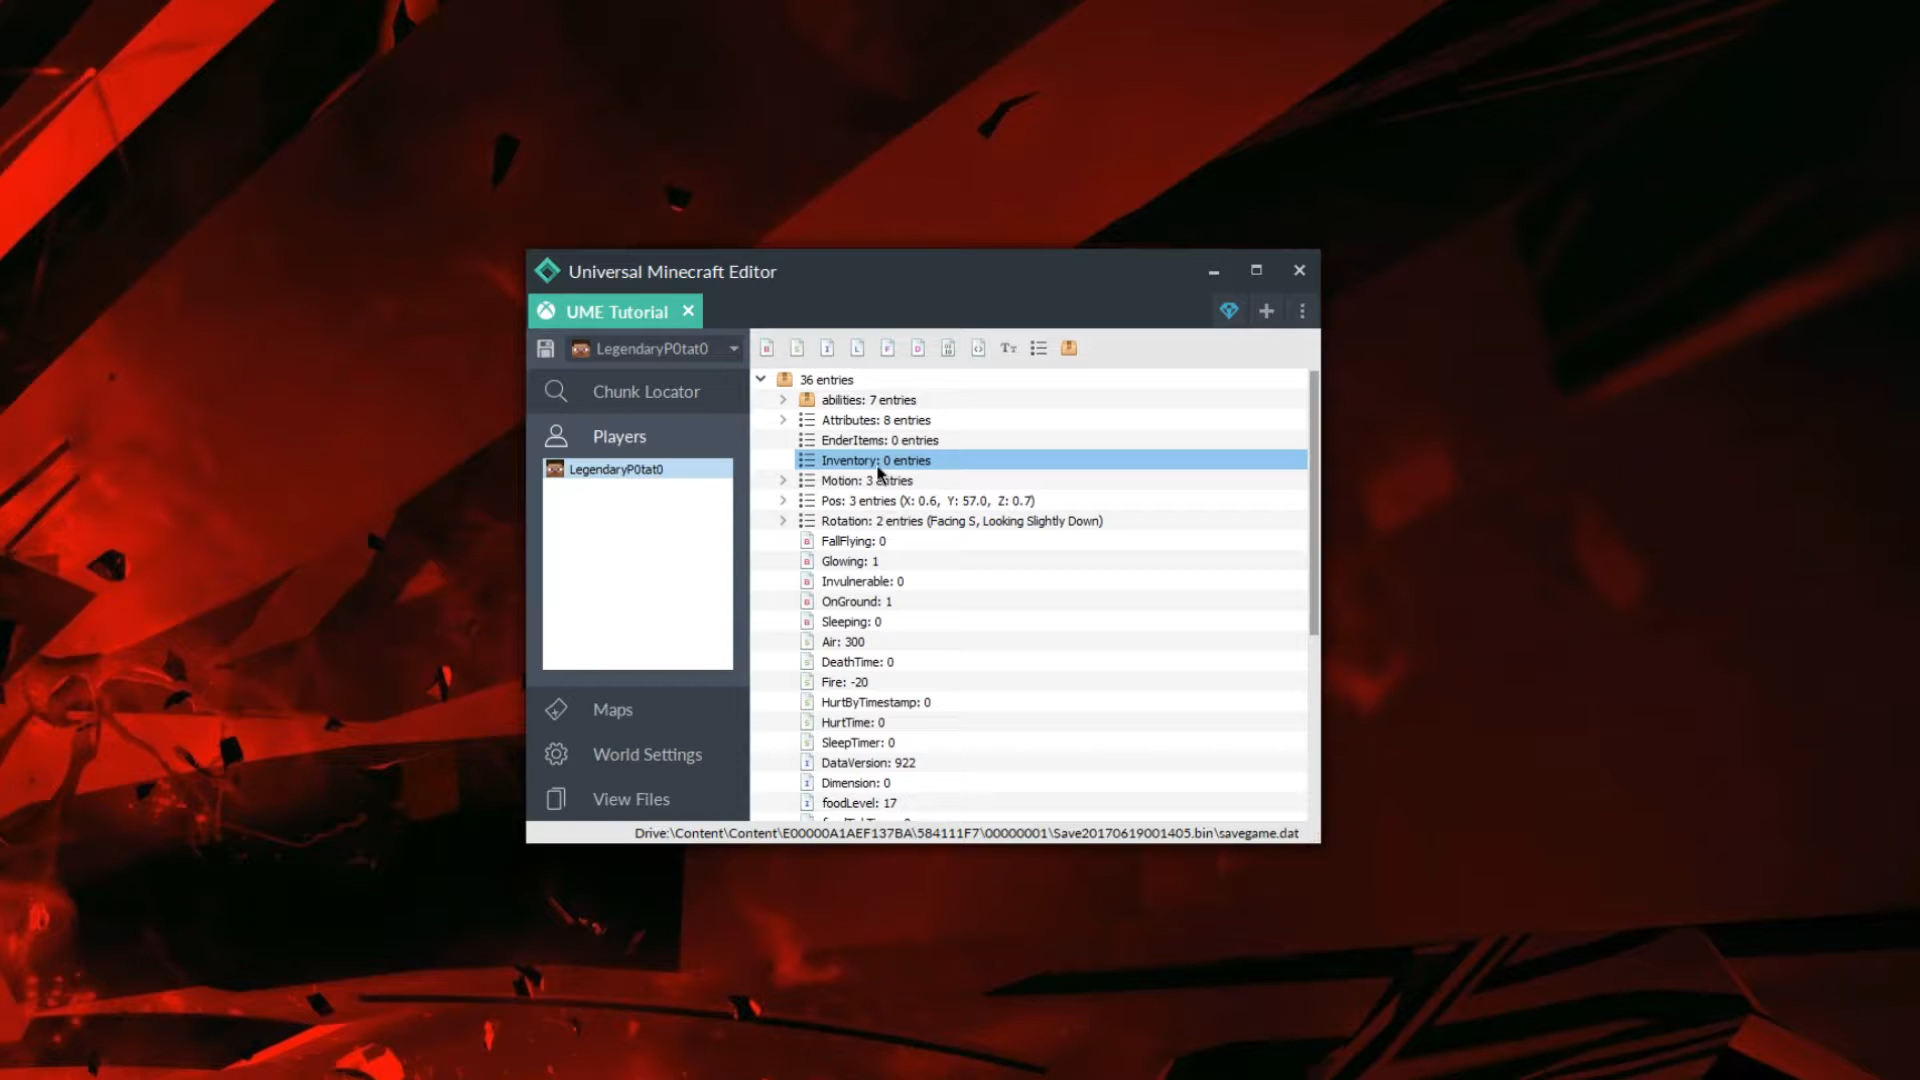 Universal Minecraft Editor
UME Tutorial
LegendaryP0tat0
Chunk Locator
Players
LegendaryP0tat0
Maps
World Settings
View Files
36 entries
abilities: 7 entries
Attributes: 8 entries
EnderItems: 0 entries
Inventory: 0 entries
Motion: 3 entries
Pos: 3 entries (X: 0.6, Y: 57.0, Z: 0.7)
Rotation: 2 entries (Facing S, Looking Slightly Down)
FallFlying: 0
Glowing: 1
Invulnerable: 0
OnGround: 1
Sleeping: 0
Air: 300
DeathTime: 0
Fire: -20
HurtByTimestamp: 0
HurtTime: 0
SleepTimer: 0
DataVersion: 922
Dimension: 0
foodLevel: 17
Drive:\Content\Content\E00000A1AEF137BA\584111F7\00000001\Save20170619001405.bin\savegame.dat